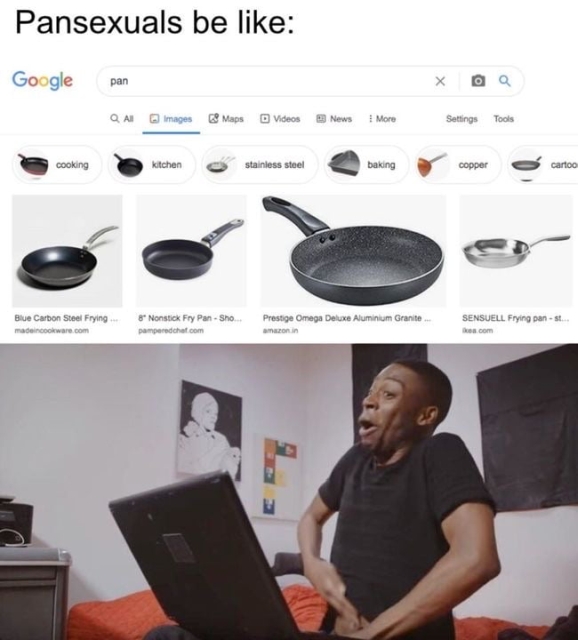 Pansexuals be like:
Google pan
All Images Maps Videos News More Settings Tools
cooking kitchen stainless steel baking copper cartoo
Blue Carbon Steel Frying ... 8" Nonstick Fry Pan - Sho... Prestige Omega Deluxe Aluminium Granite ... SENSUELL Frying pan - st...
madeincookware.com pamperedchef.com amazon.in ikea.com